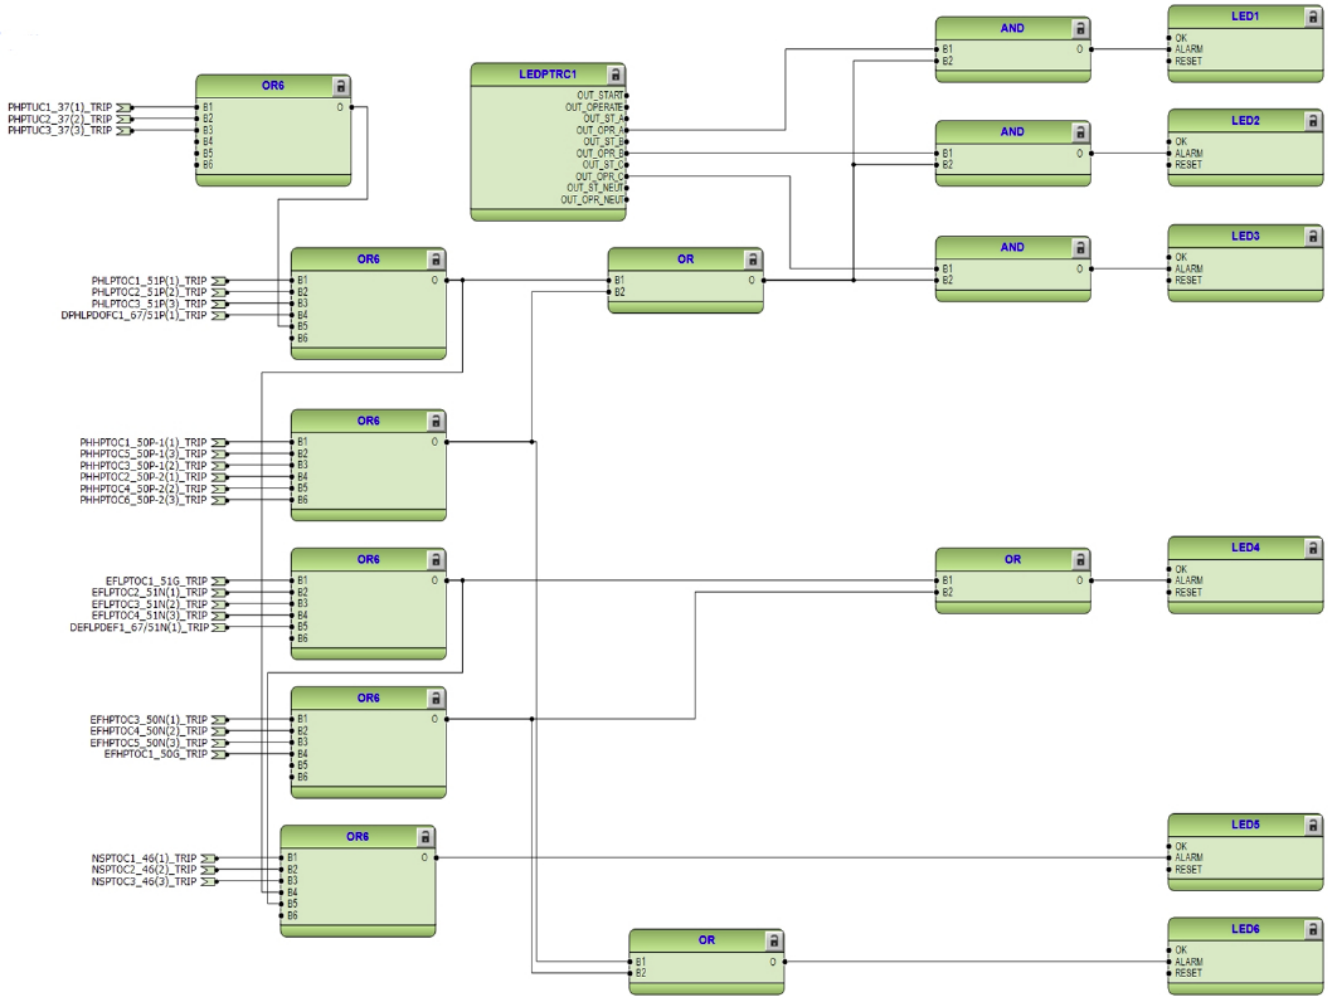 OR6
PHPTUC1_37(1)_TRIP B1 O
PHPTUC2_37(2)_TRIP B2
PHPTUC3_37(3)_TRIP B3
B4
B5
B6
LEDPTRC1
OUT_START
OUT_OPERATE
OUT_ST_A
OUT_OPR_A
OUT_ST_B
OUT_OPR_B
OUT_ST_C
OUT_OPR_C
OUT_ST_NEUT
OUT_OPR_NEUT
AND
B1 O
B2
LED1
OK
ALARM
RESET
AND
B1 O
B2
LED2
OK
ALARM
RESET
AND
B1 O
B2
LED3
OK
ALARM
RESET
OR6
PHLPTOC1_51P(1)_TRIP B1 O
PHLPTOC2_51P(2)_TRIP B2
PHLPTOC3_51P(3)_TRIP B3
DPHLPDOFC1_67/51P(1)_TRIP B4
B5
B6
OR
B1 O
B2
OR6
PHHPTOC1_50P-1(1)_TRIP B1 O
PHHPTOC5_50P-1(3)_TRIP B2
PHHPTOC3_50P-1(2)_TRIP B3
PHHPTOC2_50P-2(1)_TRIP B4
PHHPTOC4_50P-2(2)_TRIP B5
PHHPTOC6_50P-2(3)_TRIP B6
OR6
EFLPTOC1_51G_TRIP B1 O
EFLPTOC2_51N(1)_TRIP B2
EFLPTOC3_51N(2)_TRIP B3
EFLPTOC4_51N(3)_TRIP B4
DEFLPDEF1_67/51N(1)_TRIP B5
B6
OR
B1 O
B2
LED4
OK
ALARM
RESET
OR6
EFHPTOC3_50N(1)_TRIP B1 O
EFHPTOC4_50N(2)_TRIP B2
EFHPTOC5_50N(3)_TRIP B3
EFHPTOC1_50G_TRIP B4
B5
B6
OR6
NSPTOC1_46(1)_TRIP B1 O
NSPTOC2_46(2)_TRIP B2
NSPTOC3_46(3)_TRIP B3
B4
B5
B6
LED5
OK
ALARM
RESET
OR
B1 O
B2
LED6
OK
ALARM
RESET